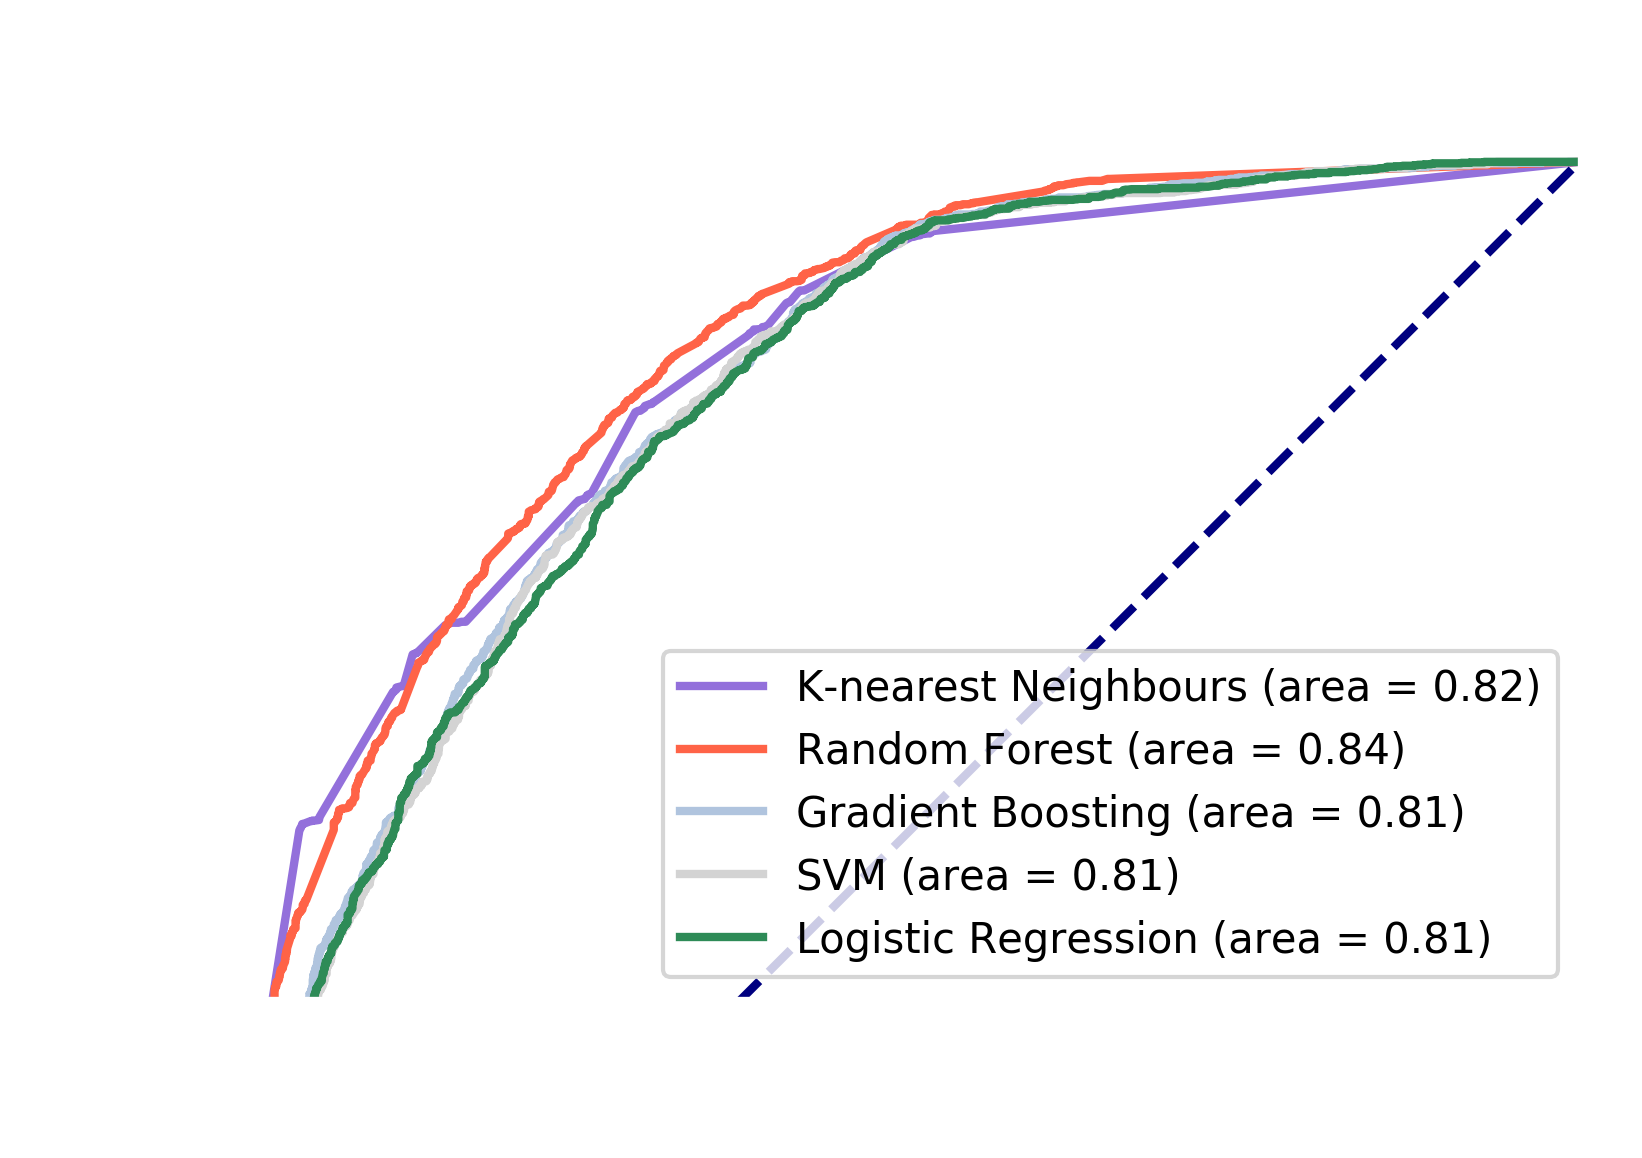 K-nearest Neighbours (area = 0.82)
Random Forest (area = 0.84)
Gradient Boosting (area = 0.81)
SVM (area = 0.81)
Logistic Regression (area = 0.81)